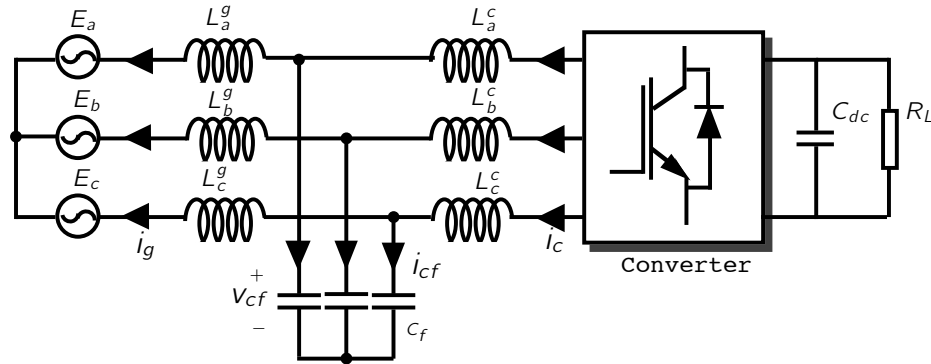 E_a
L_a^g
L_a^c
E_b
L_b^g
L_b^c
C_dc
R_L
E_c
L_c^g
L_c^c
i_g
i_c
i_cf
Converter
+
v_cf
−
c_f